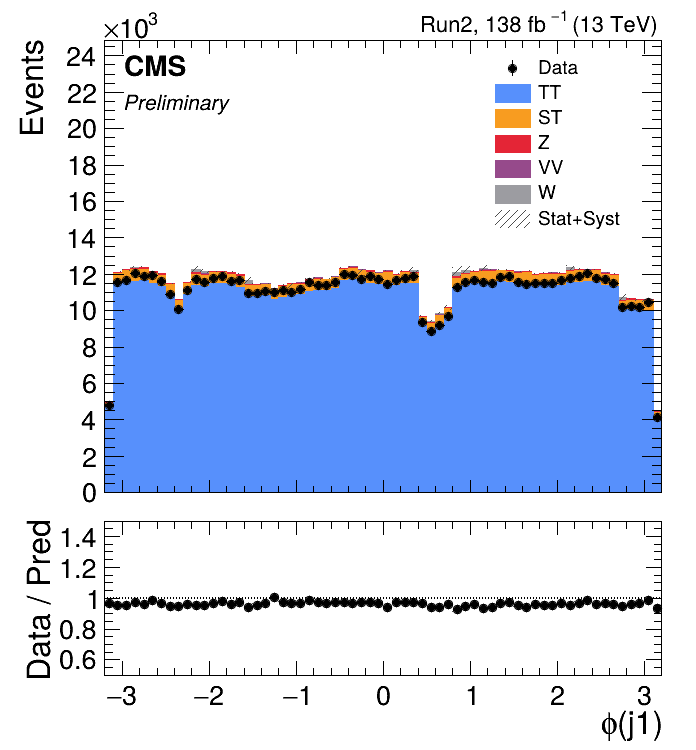 ×10³
Run2, 138 fb⁻¹ (13 TeV)
Events
CMS
Preliminary
Data
TT
ST
Z
VV
W
Stat+Syst
24
22
20
18
16
14
12
10
8
6
4
2
0
Data / Pred
1.4
1.2
1
0.8
0.6
−3 −2 −1 0 1 2 3
ϕ(j1)